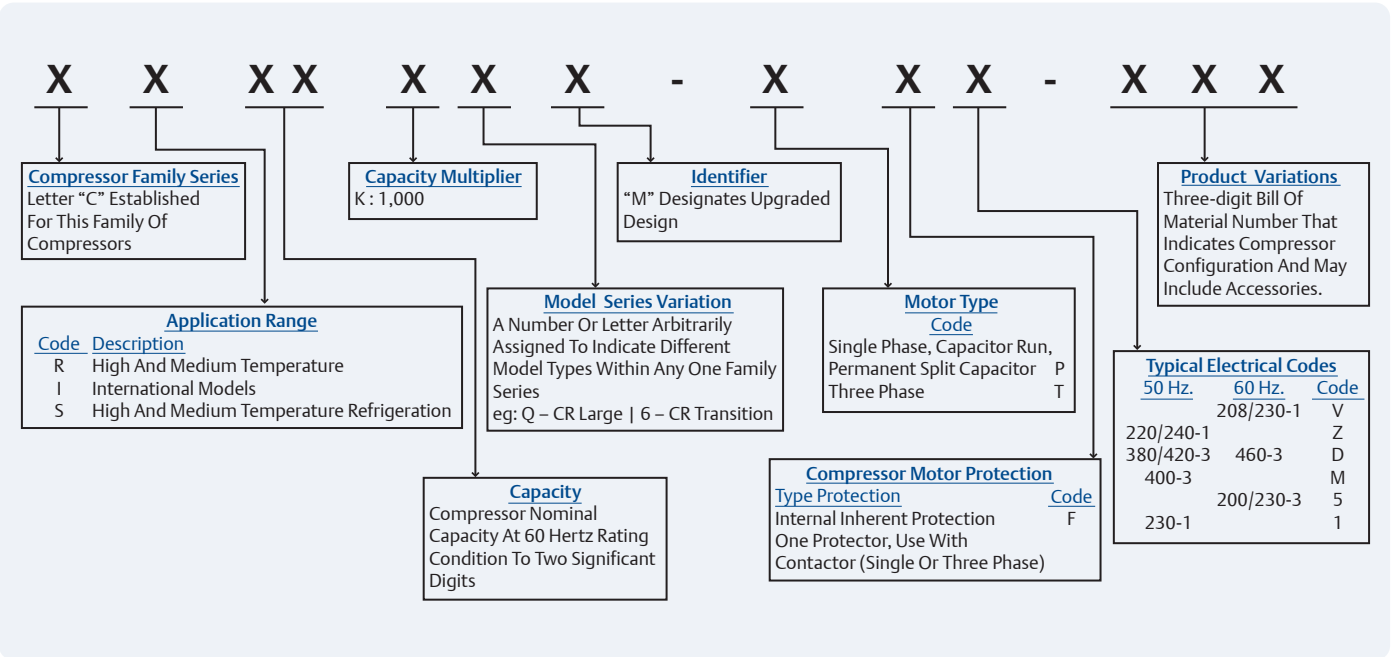 X X X X X X X - X X X - X X X
Compressor Family Series
Letter “C” Established
For This Family Of
Compressors
Capacity Multiplier
K : 1,000
Identifier
“M” Designates Upgraded
Design
Product Variations
Three-digit Bill Of
Material Number That
Indicates Compressor
Configuration And May
Include Accessories.
Application Range
Code Description
R High And Medium Temperature
I International Models
S High And Medium Temperature Refrigeration
Model Series Variation
A Number Or Letter Arbitrarily
Assigned To Indicate Different
Model Types Within Any One Family
Series
eg: Q – CR Large | 6 – CR Transition
Motor Type
Code
Single Phase, Capacitor Run,
Permanent Split Capacitor P
Three Phase T
Typical Electrical Codes
50 Hz. 60 Hz. Code
208/230-1 V
220/240-1 Z
380/420-3 460-3 D
400-3 M
200/230-3 5
230-1 1
Capacity
Compressor Nominal
Capacity At 60 Hertz Rating
Condition To Two Significant
Digits
Compressor Motor Protection
Type Protection Code
Internal Inherent Protection F
One Protector, Use With
Contactor (Single Or Three Phase)